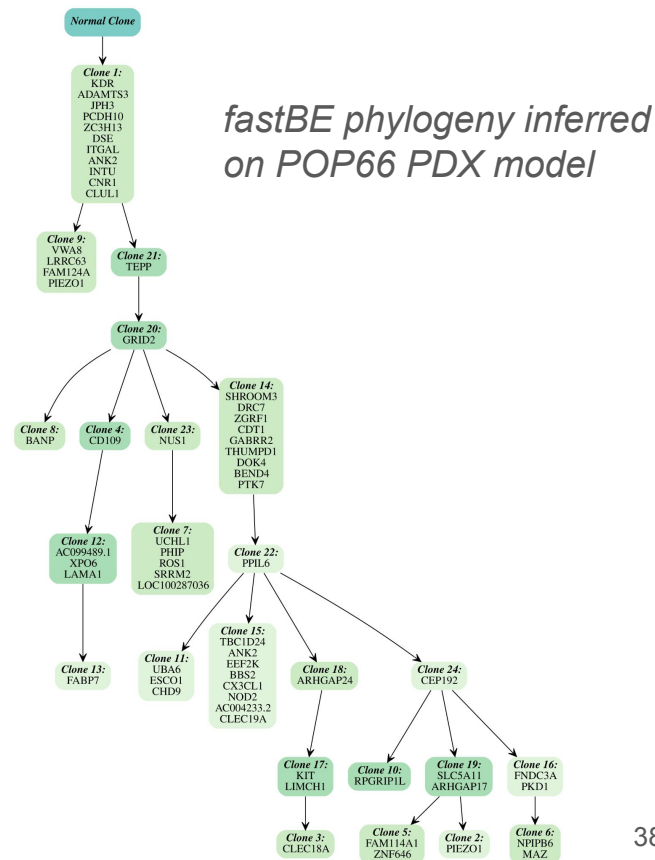 Normal Clone
Clone 1:
KDR
ADAMTS3
JPH3
PCDH10
ZC3H13
DSE
ITGAL
ANK2
INTU
CNR1
CLUL1
fastBE phylogeny inferred
on POP66 PDX model
Clone 9:
VWA8
LRRC63
FAM124A
PIEZO1
Clone 21:
TEPP
Clone 20:
GRID2
Clone 8:
BANP
Clone 4:
CD109
Clone 23:
NUS1
Clone 14:
SHROOM3
DRC7
ZGRF1
CDT1
GABRR2
THUMPD1
DOK4
BEND4
PTK7
Clone 12:
AC099489.1
XPO6
LAMA1
Clone 7:
UCHL1
PHIP
ROS1
SRRM2
LOC100287036
Clone 22:
PPIL6
Clone 13:
FABP7
Clone 11:
UBA6
ESCO1
CHD9
Clone 15:
TBC1D24
ANK2
EEF2K
BBS2
CX3CL1
NOD2
AC004233.2
CLEC19A
Clone 18:
ARHGAP24
Clone 24:
CEP192
Clone 17:
KIT
LIMCH1
Clone 10:
RPGRIP1L
Clone 19:
SLC5A11
ARHGAP17
Clone 16:
FNDC3A
PKD1
Clone 3:
CLEC18A
Clone 5:
FAM114A1
ZNF646
Clone 2:
PIEZO1
Clone 6:
NPIPB6
MAZ
38